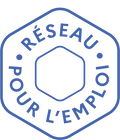 • RÉSEAU •
POUR L'EMPLOI